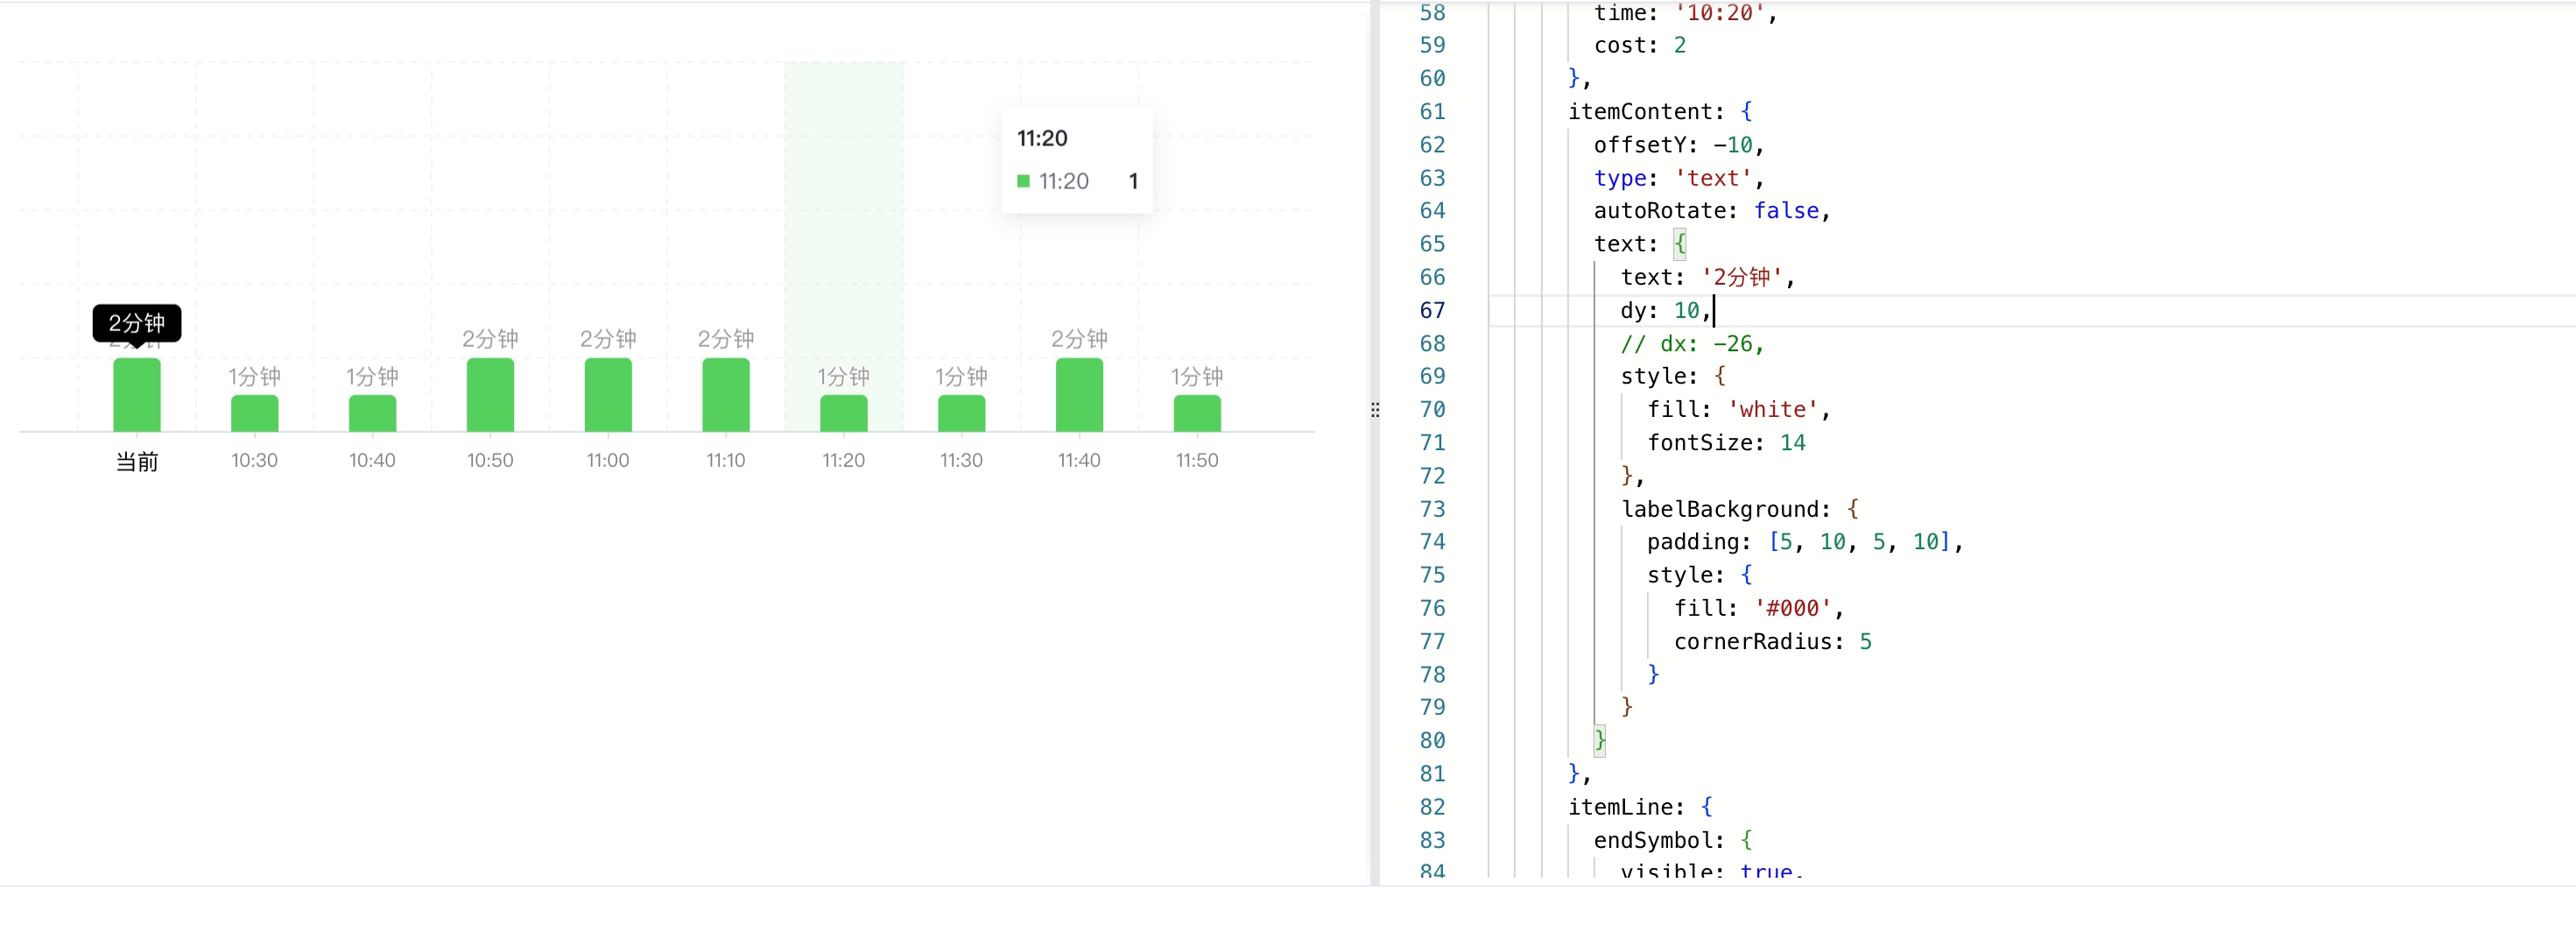 11:20
11:20 1
2分钟
2分钟 2分钟 2分钟 2分钟
1分钟 1分钟 1分钟 1分钟 1分钟
当前 10:30 10:40 10:50 11:00 11:10 11:20 11:30 11:40 11:50
58 time: '10:20',
59 cost: 2
60 },
61 itemContent: {
62 offsetY: -10,
63 type: 'text',
64 autoRotate: false,
65 text: {
66 text: '2分钟',
67 dy: 10,
68 // dx: -26,
69 style: {
70 fill: 'white',
71 fontSize: 14
72 },
73 labelBackground: {
74 padding: [5, 10, 5, 10],
75 style: {
76 fill: '#000',
77 cornerRadius: 5
78 }
79 }
80 }
81 },
82 itemLine: {
83 endSymbol: {
84 visible: true,